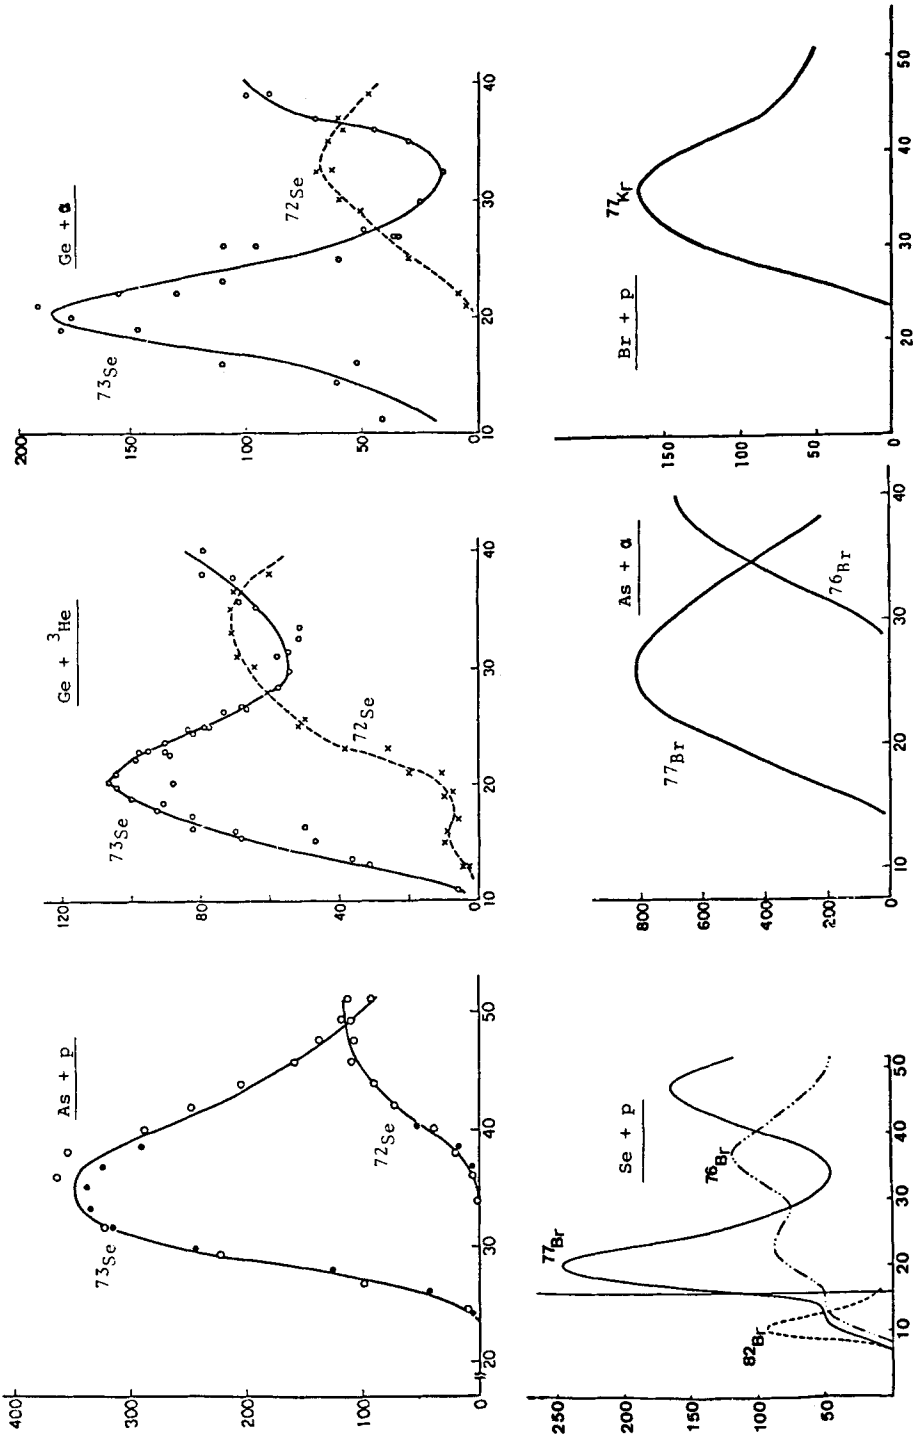 As + p
400
300
200
100
0
73Se
72Se
20 30 40 50
Ge + ³He
120
80
40
0
73Se
72Se
10 20 30 40
Ge + α
200
150
100
50
0
73Se
72Se
10 20 30 40
Se + p
250
200
150
100
50
77Br
76Br
82Br
10 20 30 40 50
As + α
800
600
400
200
0
77Br
76Br
10 20 30 40
Br + p
150
100
50
0
77Kr
20 30 40 50